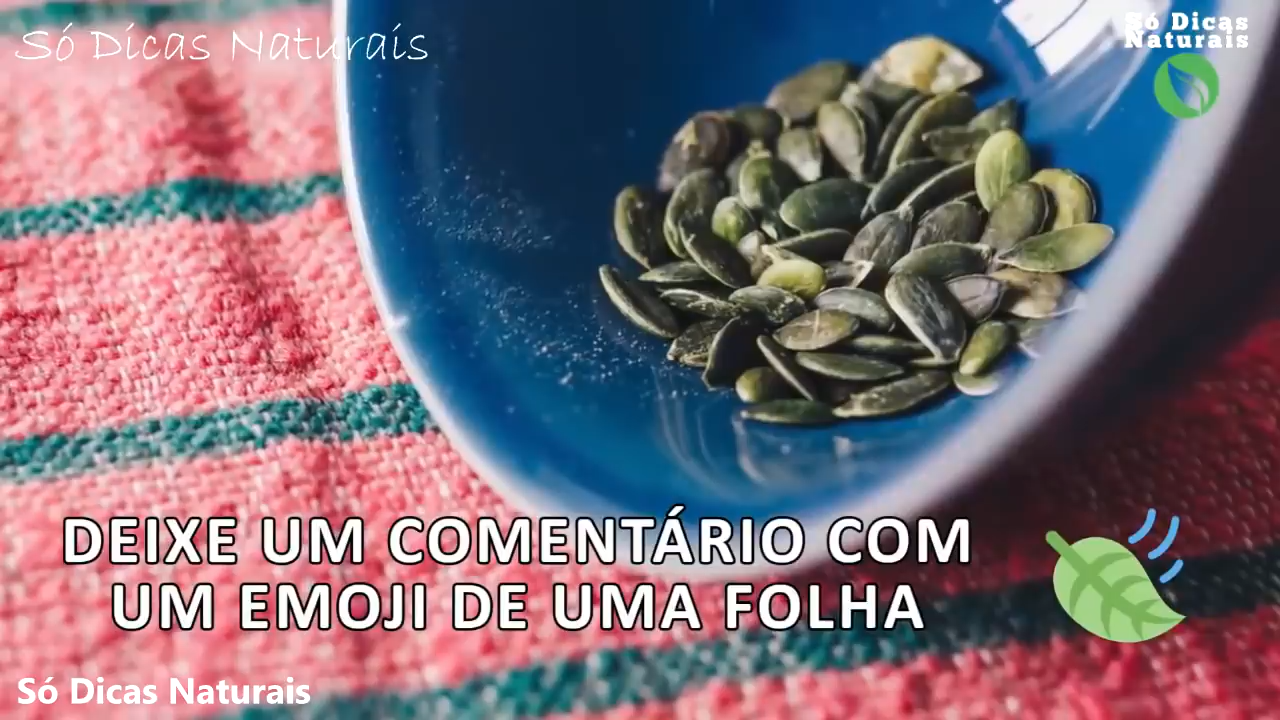 Só Dicas Naturais
Só Dicas
Naturais
DEIXE UM COMENTÁRIO COM
UM EMOJI DE UMA FOLHA
Só Dicas Naturais